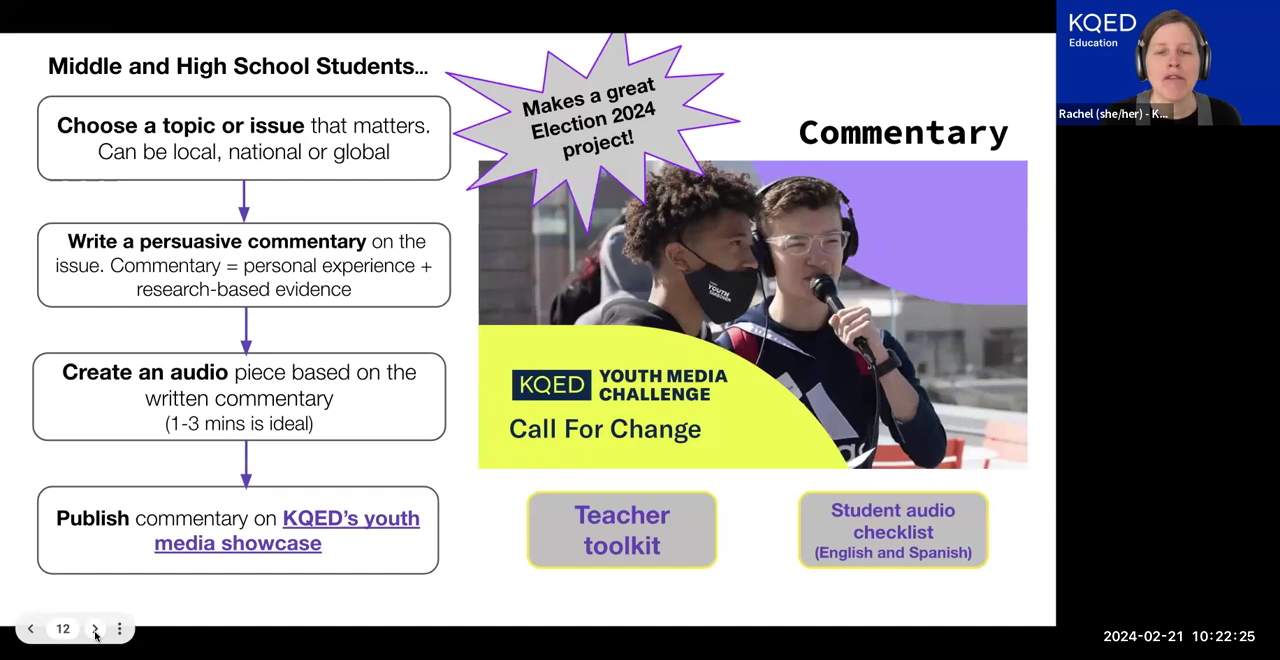 Middle and High School Students…
Choose a topic or issue that matters.
Can be local, national or global
Write a persuasive commentary on the
issue. Commentary = personal experience +
research-based evidence
Create an audio piece based on the
written commentary
(1-3 mins is ideal)
Publish commentary on KQED's youth
media showcase
Makes a great
Election 2024
project!
Commentary
YOUTH
TAKEOVER
KQED YOUTH MEDIA
CHALLENGE
Call For Change
Teacher
toolkit
Student audio
checklist
(English and Spanish)
12
KQED
Education
Rachel (she/her) - K...
2024-02-21 10:22:25